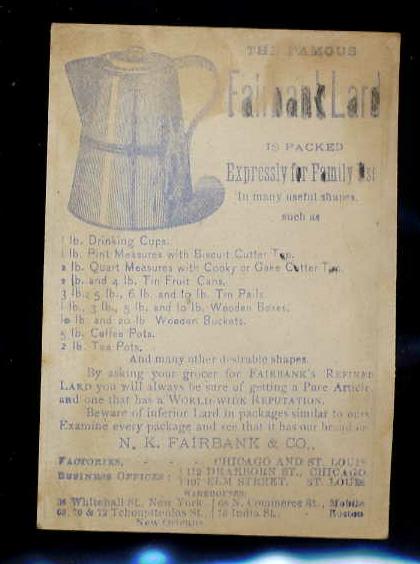 THE FAMOUS
Fairbank Lard
IS PACKED
Expressly for Family Use
In many useful shapes,
such as
1 lb. Drinking Cups.
1 lb. Pint Measures with Biscuit Cutter Top.
2 lb. Quart Measures with Cooky or Cake Cutter Top.
2 lb. and 4 lb. Tin Fruit Cans.
3 lb., 5 lb., 6 lb. and 10 lb. Tin Pails.
1 lb., 3 lb., 5 lb. and 10 lb. Wooden Boxes.
10 lb. and 20 lb. Wooden Buckets.
5 lb. Coffee Pots.
2 lb. Tea Pots.
And many other desirable shapes.
By asking your grocer for FAIRBANK'S REFINED
LARD you will always be sure of getting a Pure Article,
and one that has a WORLD-WIDE REPUTATION.
Beware of inferior Lard in packages similar to ours
Examine every package and see that it has our brand on
N. K. FAIRBANK & CO.,
FACTORIES, - - - CHICAGO AND ST. LOUIS
BUSINESS OFFICES: 112 DEARBORN ST., CHICAGO
107 ELM STREET, ST. LOUIS
WAREHOUSES:
Whitehall St., New York 68 N. Commerce St., Mobile
68, 70 & 72 Tchoupitoulas St., India St., Boston
New Orleans